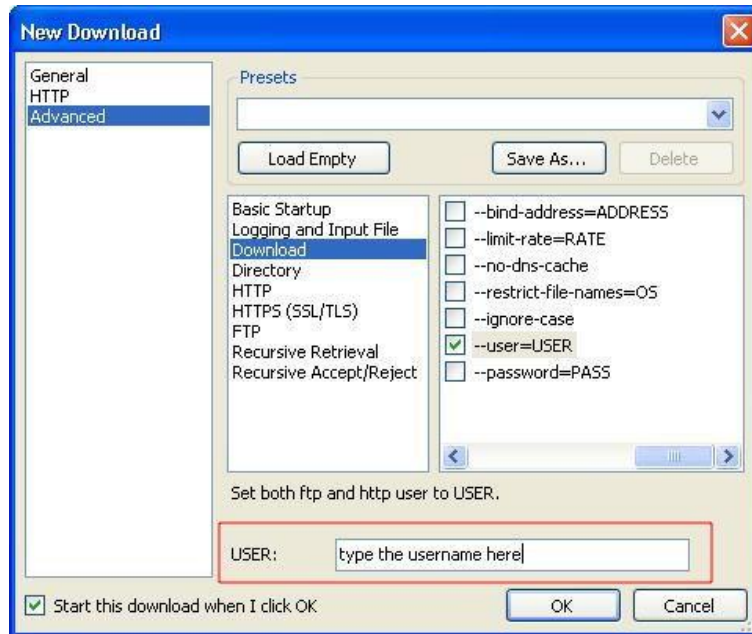 New Download
General
HTTP
Advanced
Presets
Load Empty
Save As...
Delete
Basic Startup
Logging and Input File
Download
Directory
HTTP
HTTPS (SSL/TLS)
FTP
Recursive Retrieval
Recursive Accept/Reject
--bind-address=ADDRESS
--limit-rate=RATE
--no-dns-cache
--restrict-file-names=OS
--ignore-case
--user=USER
--password=PASS
Set both ftp and http user to USER.
USER: type the username here
Start this download when I click OK
OK
Cancel